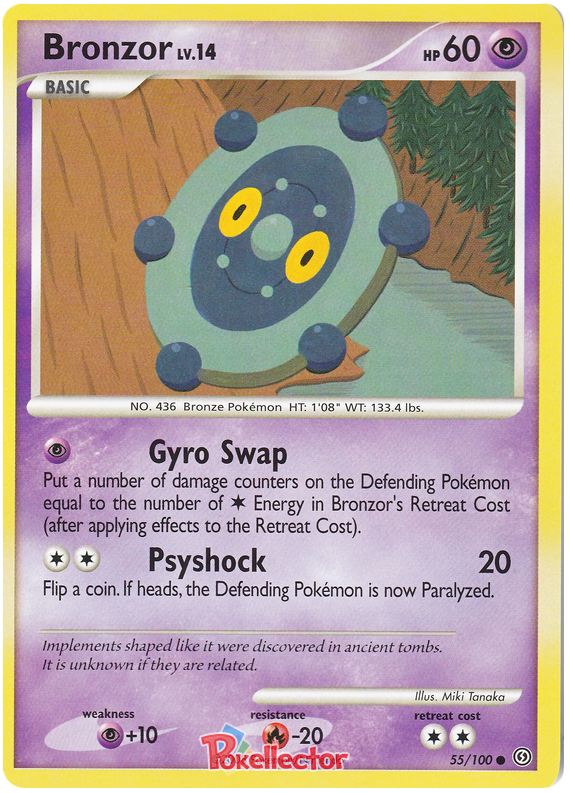 Bronzor LV.14
HP 60
BASIC
NO. 436 Bronze Pokémon HT: 1'08" WT: 133.4 lbs.
Gyro Swap
Put a number of damage counters on the Defending Pokémon
equal to the number of Energy in Bronzor's Retreat Cost
(after applying effects to the Retreat Cost).
Psyshock 20
Flip a coin. If heads, the Defending Pokémon is now Paralyzed.
Implements shaped like it were discovered in ancient tombs.
It is unknown if they are related.
Illus. Miki Tanaka
weakness resistance retreat cost
+10 -20
Pokellector
55/100